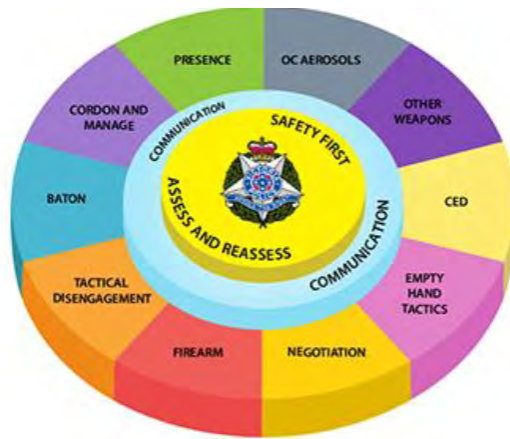 PRESENCE
OC AEROSOLS
OTHER
WEAPONS
CED
EMPTY
HAND
TACTICS
NEGOTIATION
FIREARM
TACTICAL
DISENGAGEMENT
BATON
CORDON AND
MANAGE
COMMUNICATION
COMMUNICATION
SAFETY FIRST
ASSESS AND REASSESS